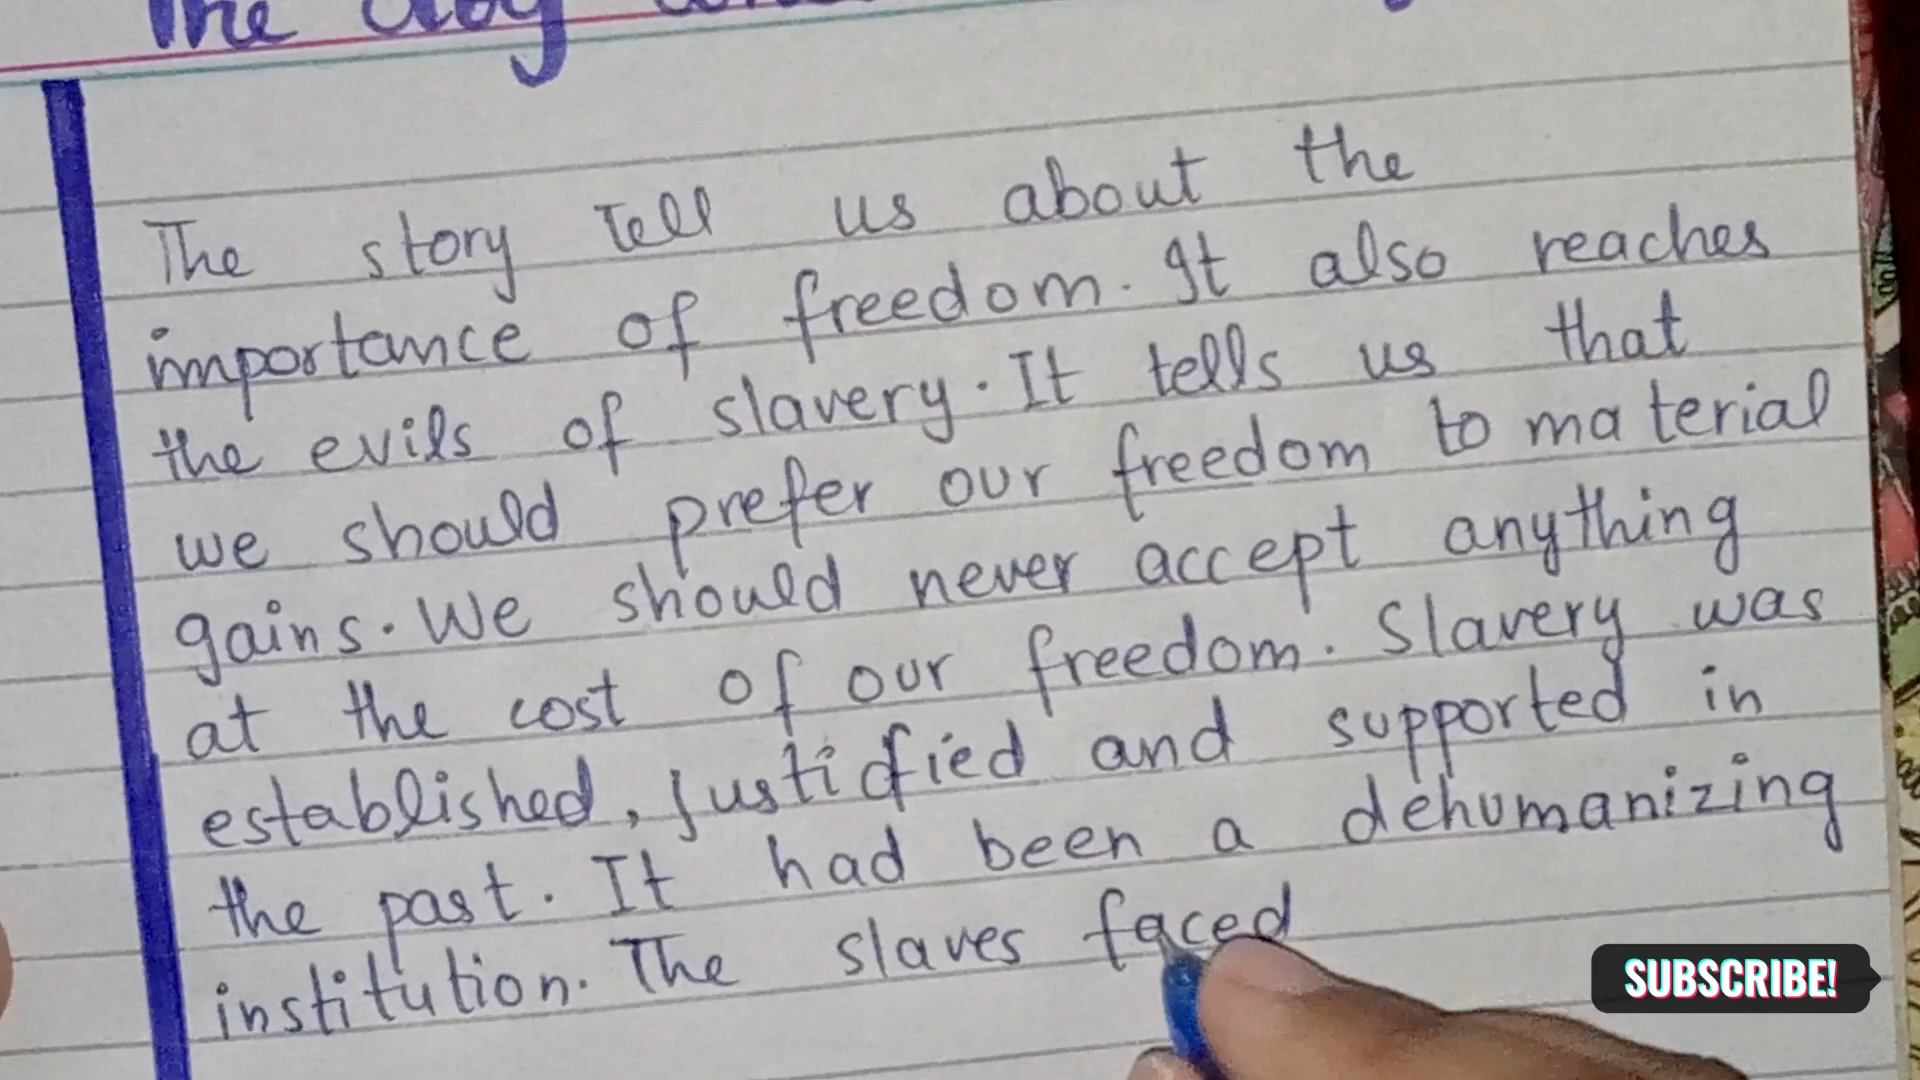 The story tell us about the
importance of freedom. It also reaches
the evils of slavery. It tells us that
we should prefer our freedom to material
gains. We should never accept anything
at the cost of our freedom. Slavery was
established, justified and supported in
the past. It had been a dehumanizing
institution. The slaves faced
SUBSCRIBE!